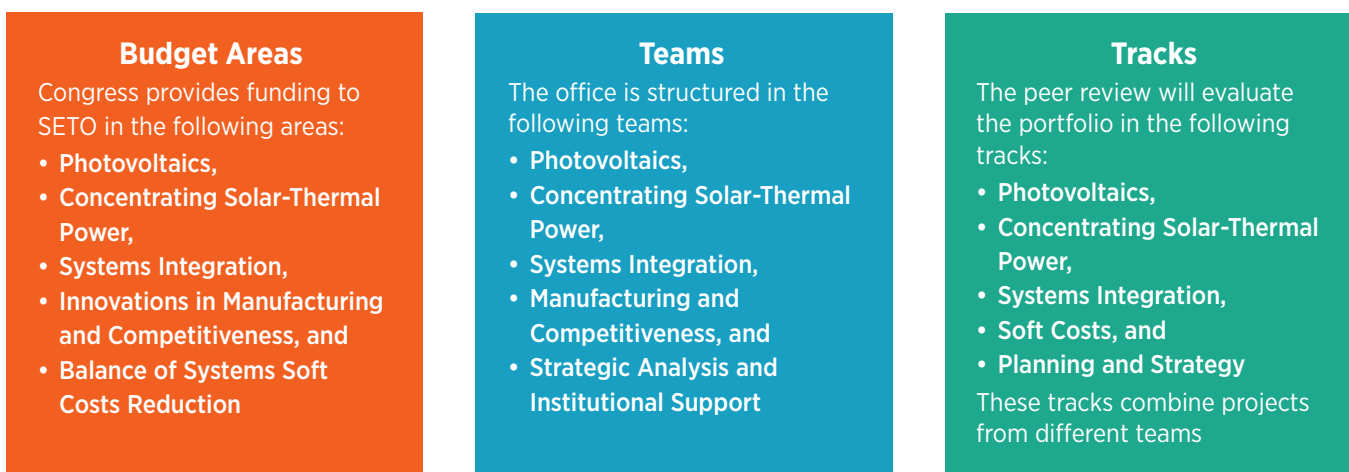 Budget Areas
Congress provides funding to
SETO in the following areas:
• Photovoltaics,
• Concentrating Solar-Thermal
Power,
• Systems Integration,
• Innovations in Manufacturing
and Competitiveness, and
• Balance of Systems Soft
Costs Reduction
Teams
The office is structured in the
following teams:
• Photovoltaics,
• Concentrating Solar-Thermal
Power,
• Systems Integration,
• Manufacturing and
Competitiveness, and
• Strategic Analysis and
Institutional Support
Tracks
The peer review will evaluate
the portfolio in the following
tracks:
• Photovoltaics,
• Concentrating Solar-Thermal
Power,
• Systems Integration,
• Soft Costs, and
• Planning and Strategy
These tracks combine projects
from different teams